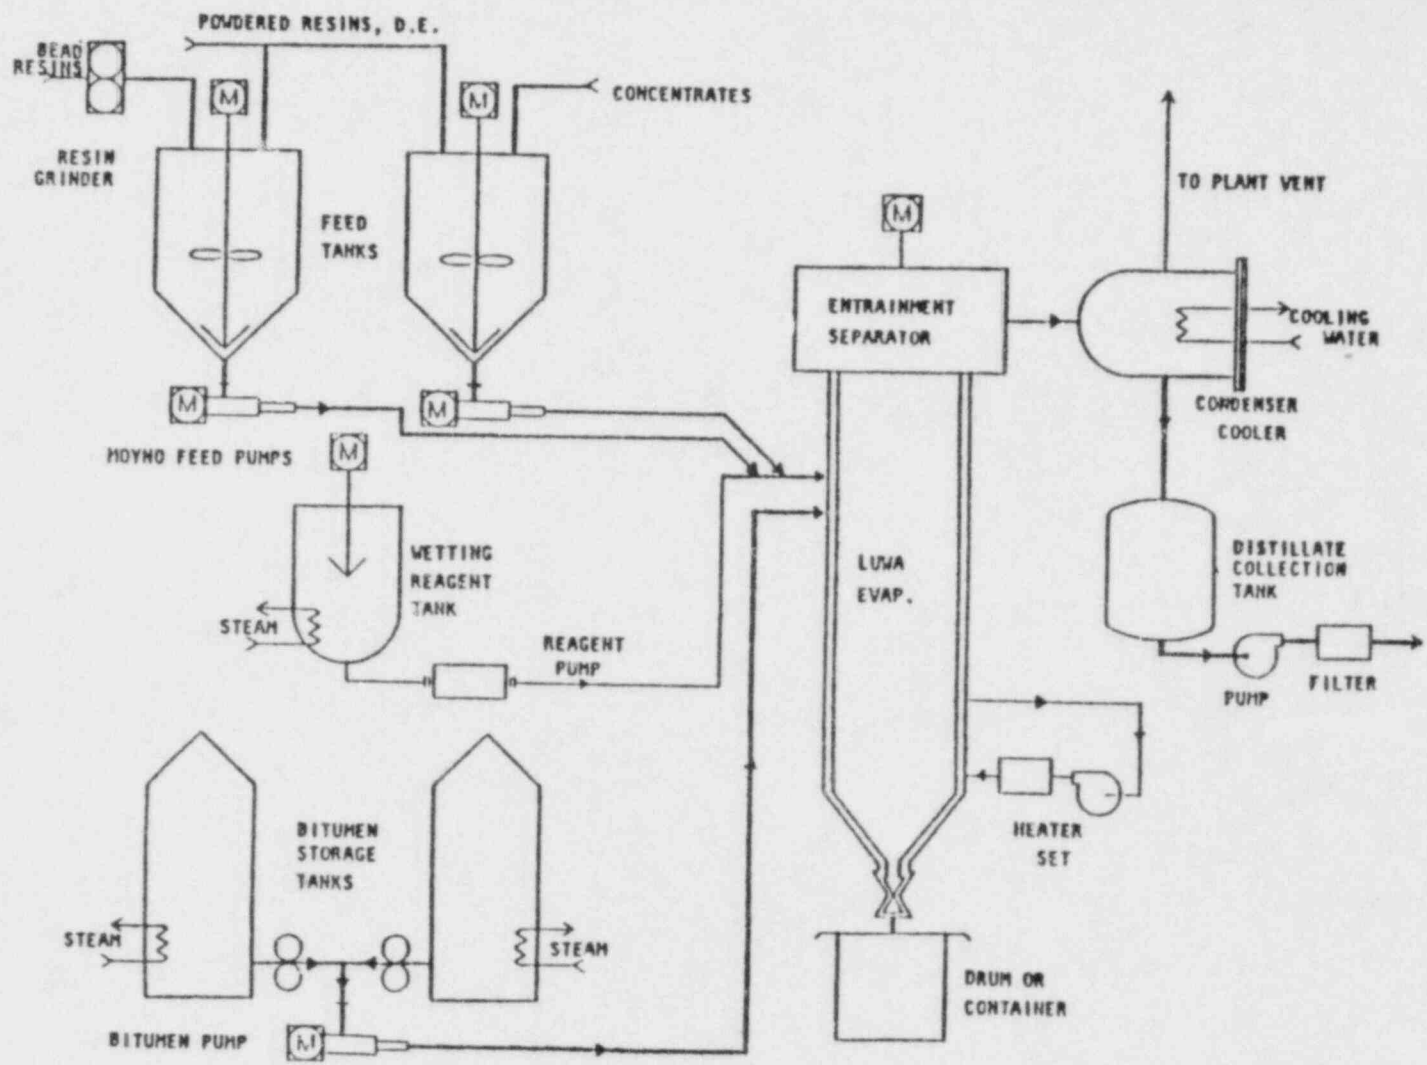 POWDERED RESINS, D.E.
BEAD
RESINS
M
M
CONCENTRATES
RESIN
GRINDER
TO PLANT VENT
FEED
TANKS
M
ENTRAINMENT
SEPARATOR
COOLING
WATER
M
M
CONDENSER
COOLER
MOYNO FEED PUMPS
M
WETTING
REAGENT
TANK
LUWA
EVAP.
DISTILLATE
COLLECTION
TANK
STEAM
REAGENT
PUMP
PUMP
FILTER
BITUMEN
STORAGE
TANKS
HEATER
SET
STEAM
STEAM
DRUM OR
CONTAINER
BITUMEN PUMP
M